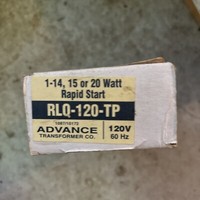 1-14, 15 or 20 Watt
Rapid Start
RLQ-120-TP
ADVANCE
TRANSFORMER CO.
120V
60 Hz